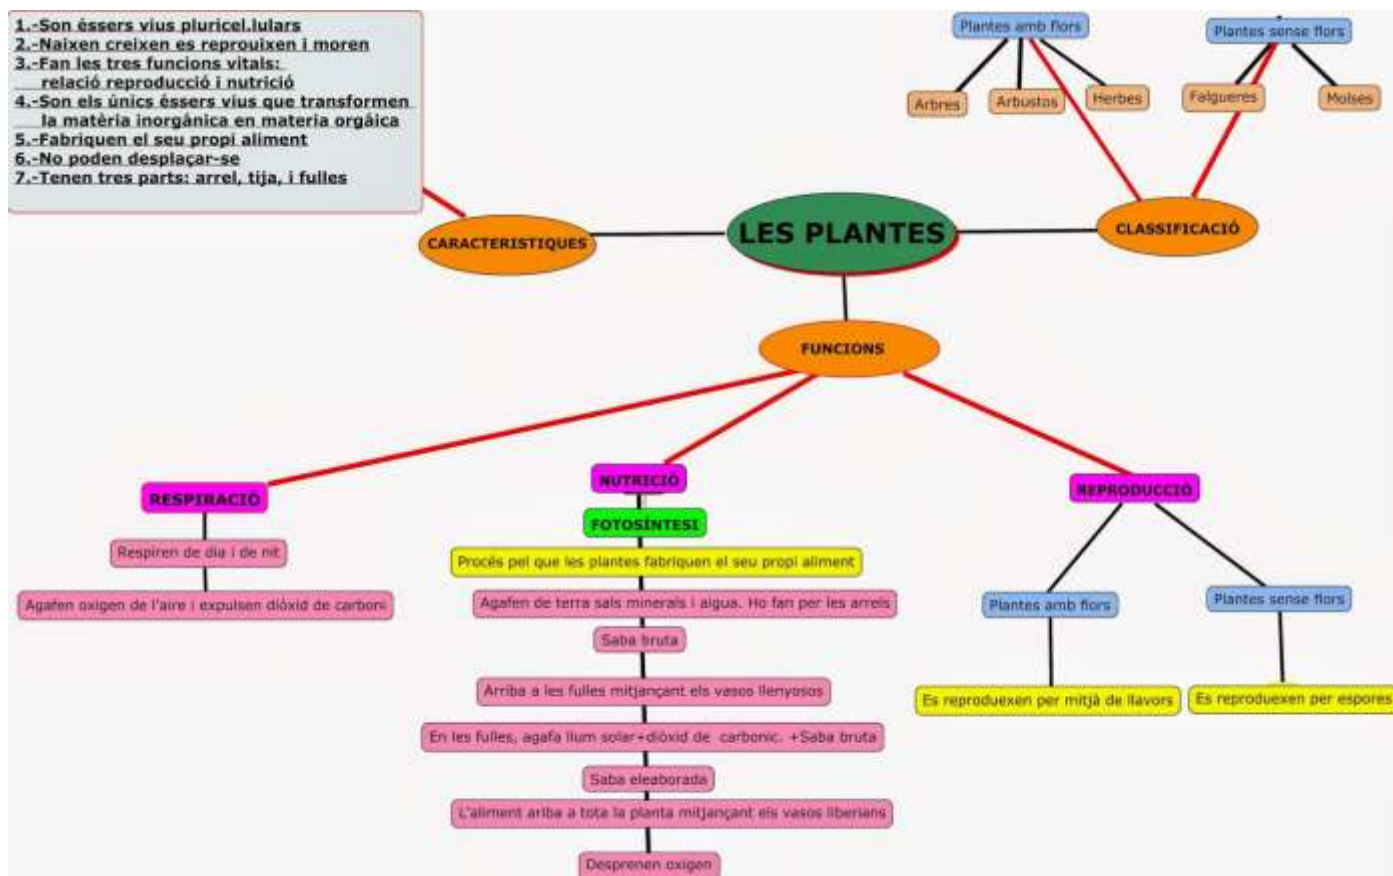 1.-Son éssers vius pluricel.lulars
2.-Naixen creixen es reprouixen i moren
3.-Fan les tres funcions vitals:
relació reproducció i nutrició
4.-Son els únics éssers vius que transformen
la matèria inorgánica en materia orgáica
5.-Fabriquen el seu propi aliment
6.-No poden desplaçar-se
7.-Tenen tres parts: arrel, tija, i fulles
Plantes amb flors
Plantes sense flors
Arbres
Arbustos
Herbes
Falgueres
Molses
CARACTERISTIQUES
LES PLANTES
CLASSIFICACIÓ
FUNCIONS
RESPIRACIÓ
Respiren de dia i de nit
Agafen oxigen de l'aire i expulsen diòxid de carboni
NUTRICIÓ
FOTOSÍNTESI
Procés pel que les plantes fabriquen el seu propi aliment
Agafen de terra sals minerals i aigua. Ho fan per les arrels
Saba bruta
Arriba a les fulles mitjançant els vasos llenyosos
En les fulles, agafa llum solar+diòxid de carbonic. +Saba bruta
Saba eleaborada
L'aliment ariba a tota la planta mitjançant els vasos liberians
Desprenen oxigen
REPRODUCCIÓ
Plantes amb flors
Plantes sense flors
Es reproduexen per mitjà de llavors
Es reproduexen per espores